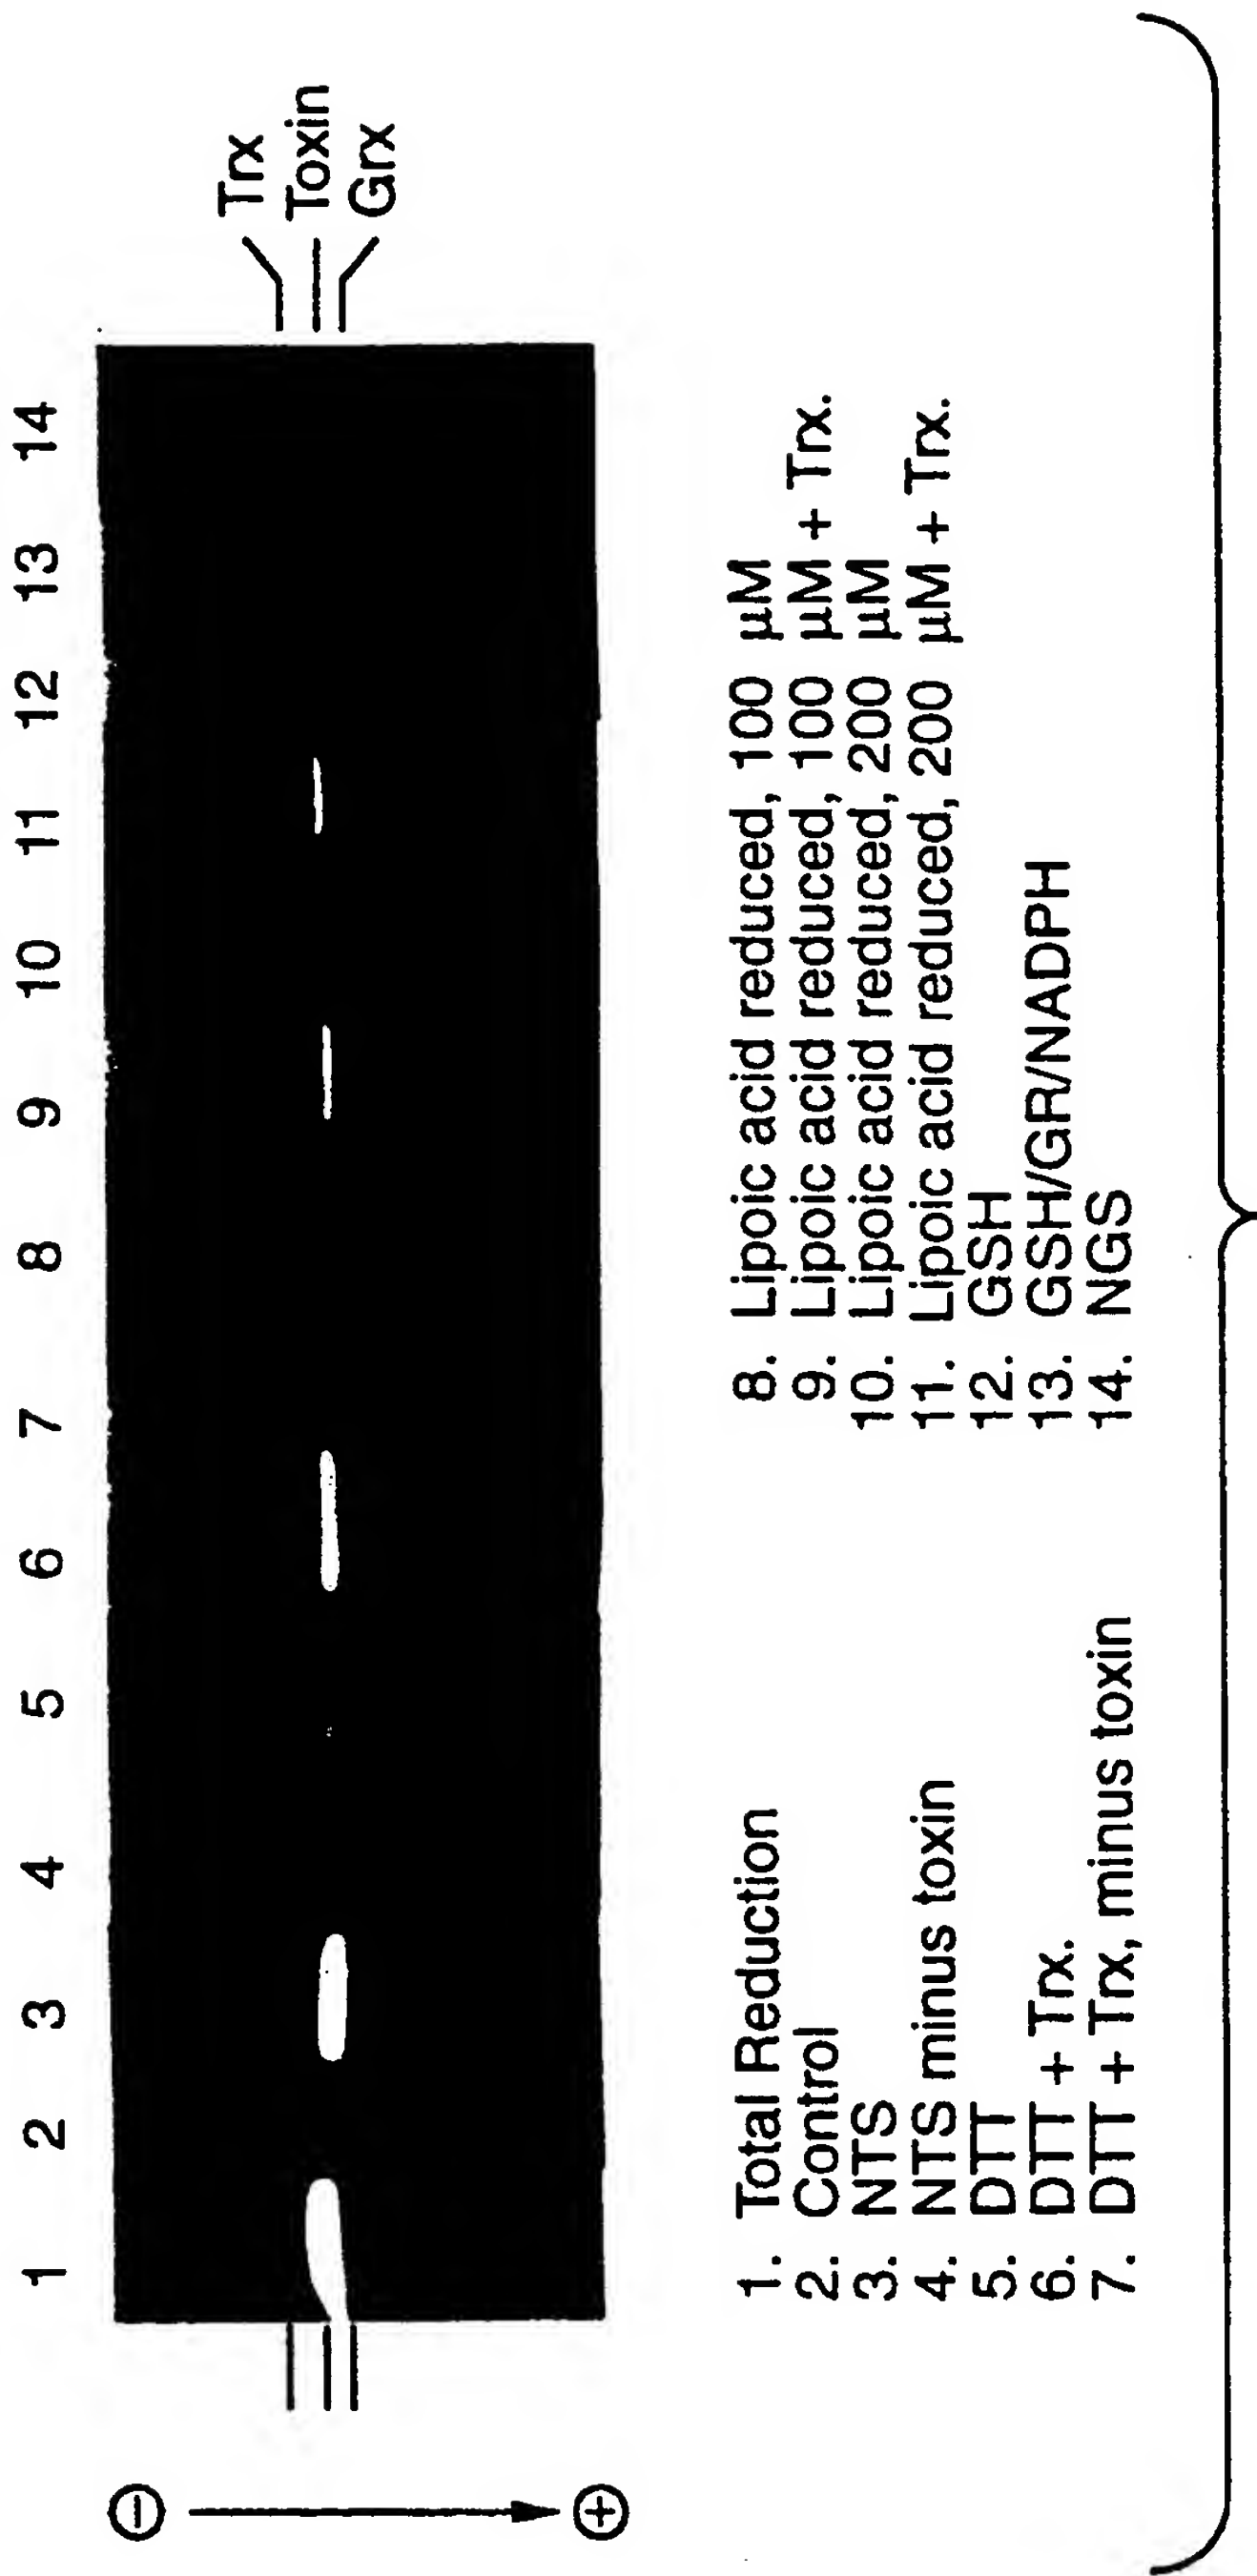 1 2 3 4 5 6 7 8 9 10 11 12 13 14
Trx
Toxin
Grx
⊖
⊕
1. Total Reduction
2. Control
3. NTS
4. NTS minus toxin
5. DTT
6. DTT + Trx.
7. DTT + Trx, minus toxin
8. Lipoic acid reduced, 100 μM
9. Lipoic acid reduced, 100 μM + Trx.
10. Lipoic acid reduced, 200 μM
11. Lipoic acid reduced, 200 μM + Trx.
12. GSH
13. GSH/GR/NADPH
14. NGS